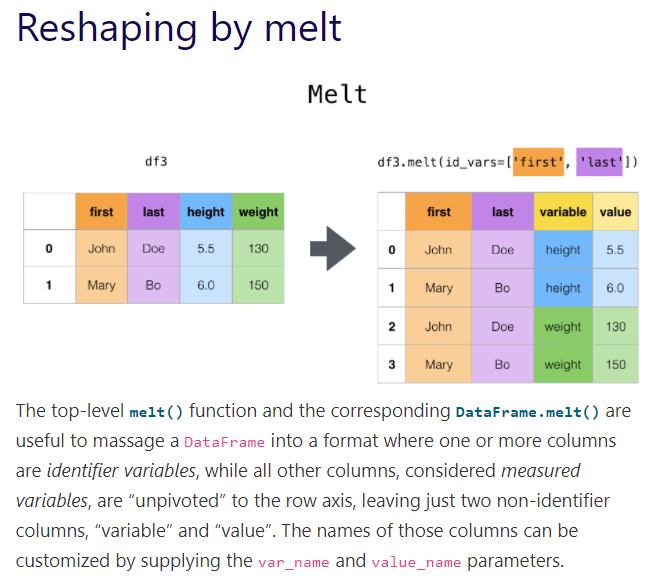 Reshaping by melt
Melt
df3
df3.melt(id_vars=['first', 'last'])
first last height weight
0 John Doe 5.5 130
1 Mary Bo 6.0 150
first last variable value
0 John Doe height 5.5
1 Mary Bo height 6.0
2 John Doe weight 130
3 Mary Bo weight 150
The top-level melt() function and the corresponding DataFrame.melt() are
useful to massage a DataFrame into a format where one or more columns
are identifier variables, while all other columns, considered measured
variables, are “unpivoted” to the row axis, leaving just two non-identifier
columns, “variable” and “value”. The names of those columns can be
customized by supplying the var_name and value_name parameters.